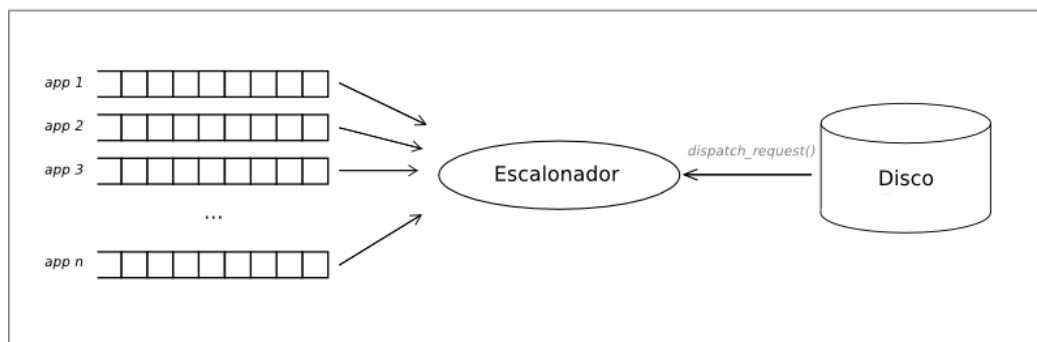 app 1
app 2
app 3
...
app n
Escalonador
dispatch_request()
Disco